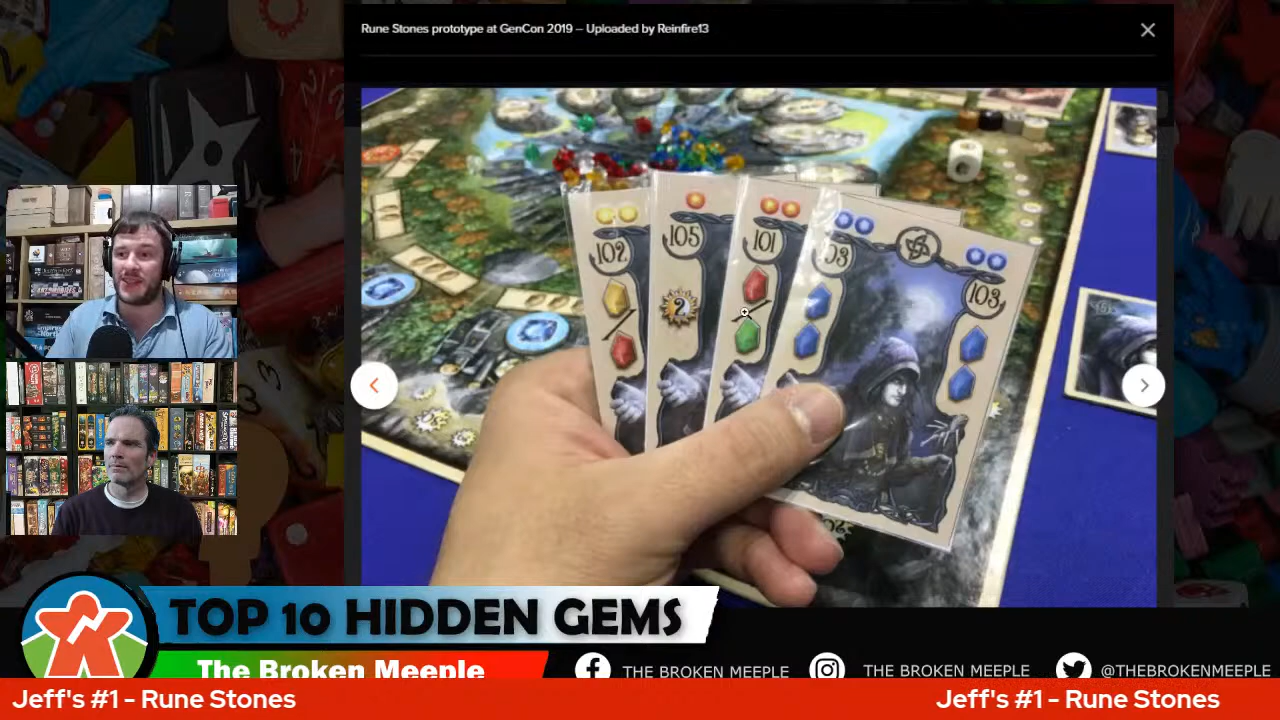 Rune Stones prototype at GenCon 2019 – Uploaded by Reinfire13
102
105
101
103
103
2
TOP 10 HIDDEN GEMS
The Broken Meeple
THE BROKEN MEEPLE
THE BROKEN MEEPLE
@THEBROKENMEEPLE
Jeff's #1 - Rune Stones
Jeff's #1 - Rune Stones